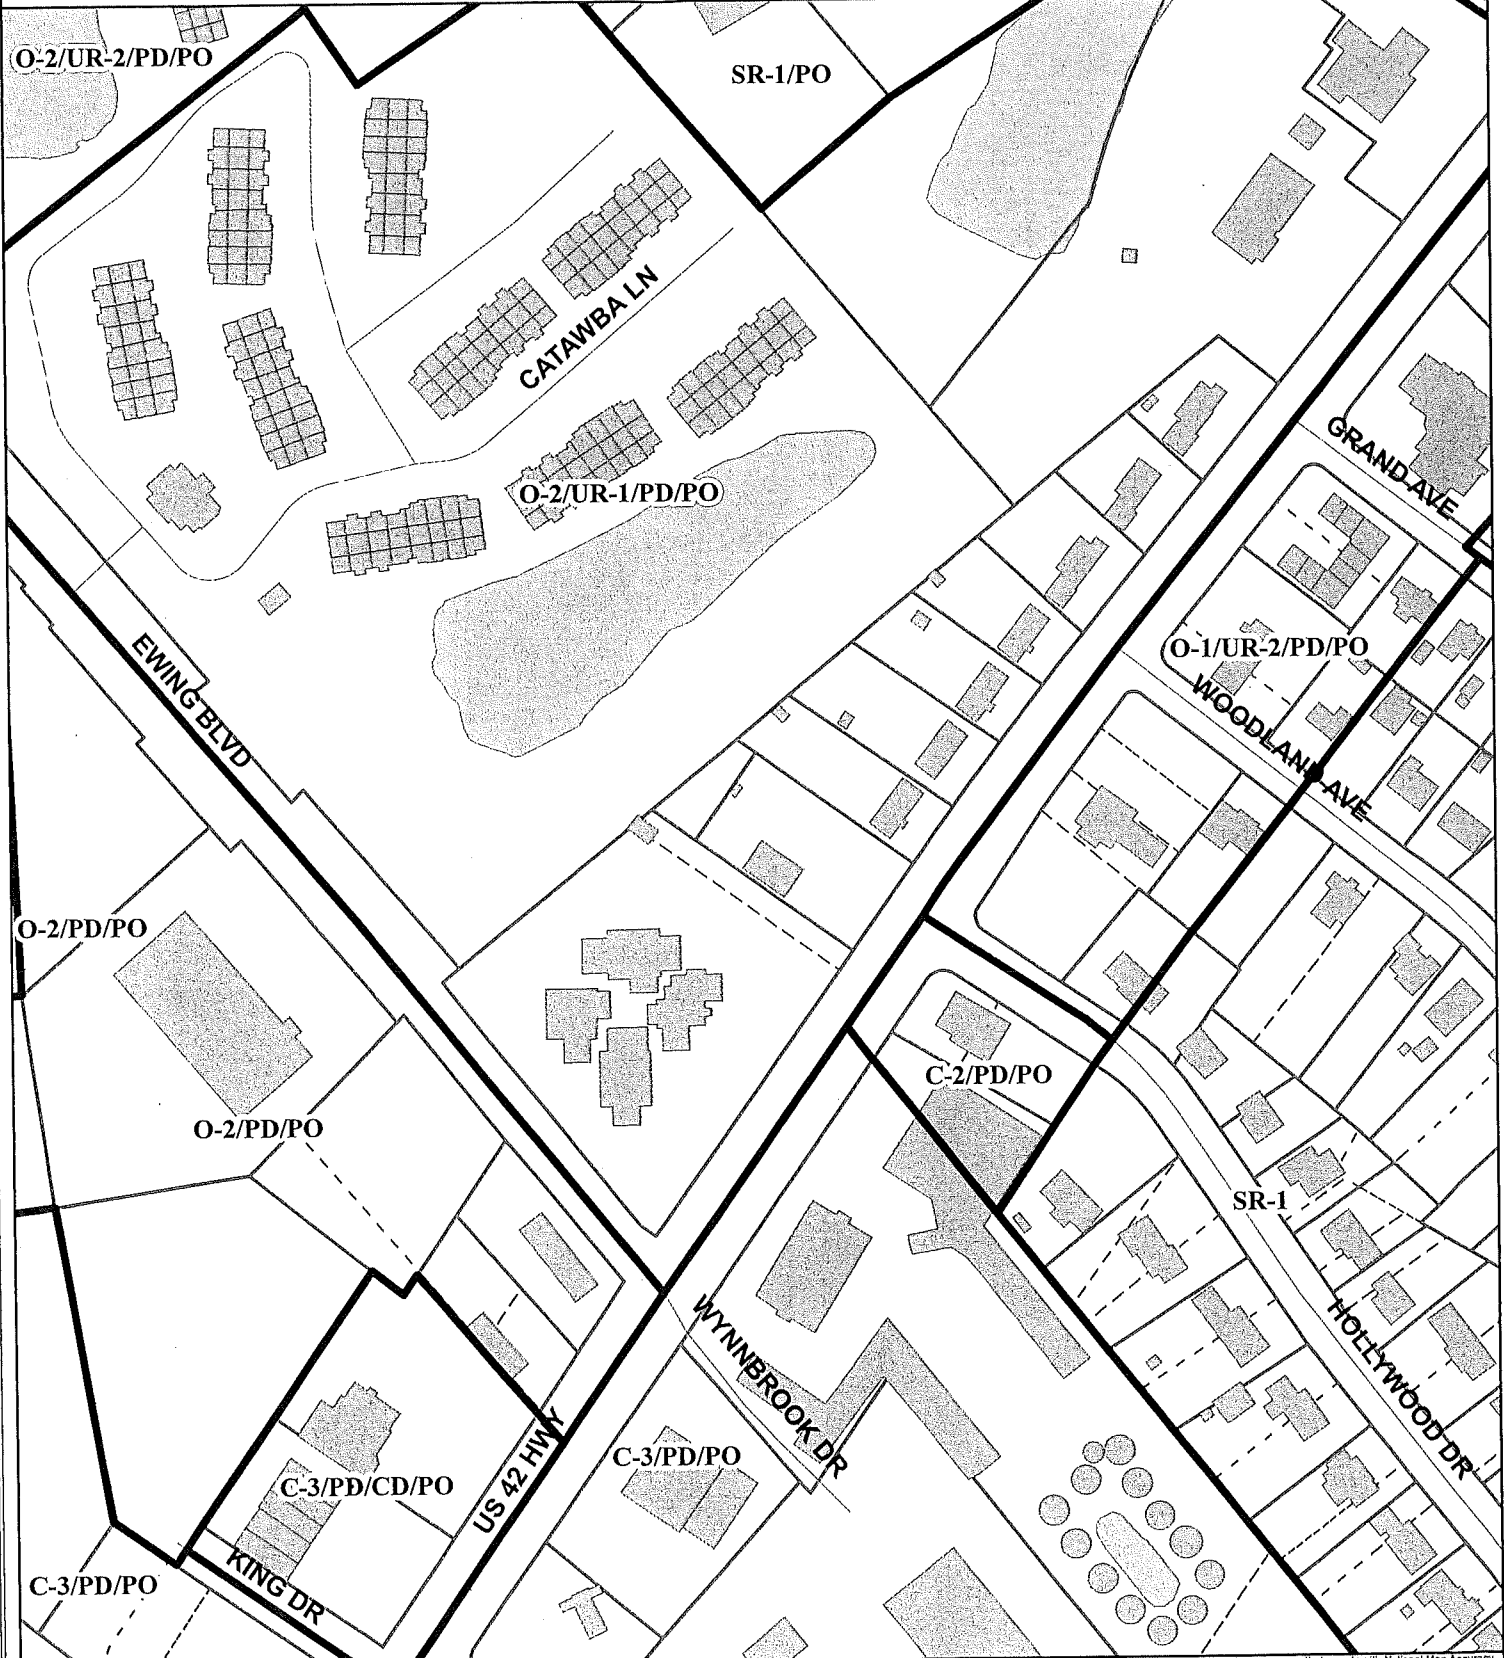 O-2/UR-2/PD/PO
SR-1/PO
CATAWBA LN
GRAND AVE
O-2/UR-1/PD/PO
O-1/UR-2/PD/PO
EWING BLVD
WOODLAND AVE
O-2/PD/PO
C-2/PD/PO
O-2/PD/PO
SR-1
WYNNBROOK DR
HOLLYWOOD DR
US 42 HWY
C-3/PD/PO
C-3/PD/CD/PO
KING DR
C-3/PD/PO